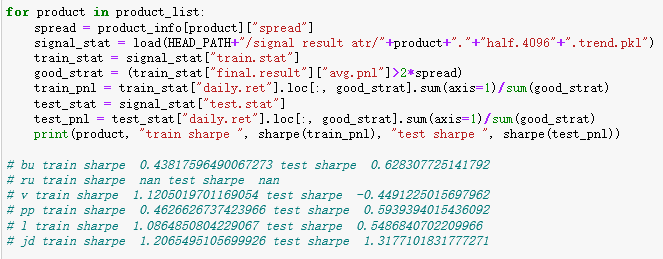 for product in product_list:
    spread = product_info[product]["spread"]
    signal_stat = load(HEAD_PATH+"/signal result atr/"+product+"."+"half.4096"+".trend.pkl")
    train_stat = signal_stat["train.stat"]
    good_strat = (train_stat["final.result"]["avg.pnl"]>2*spread)
    train_pnl = train_stat["daily.ret"].loc[:, good_strat].sum(axis=1)/sum(good_strat)
    test_stat = signal_stat["test.stat"]
    test_pnl = test_stat["daily.ret"].loc[:, good_strat].sum(axis=1)/sum(good_strat)
    print(product, "train sharpe ", sharpe(train_pnl), "test sharpe ", sharpe(test_pnl))
# bu train sharpe  0.43817596490067273 test sharpe  0.628307725141792
# ru train sharpe  nan test sharpe  nan
# v train sharpe  1.1205019701169054 test sharpe  -0.4491225015697962
# pp train sharpe  0.4626626737423966 test sharpe  0.5939394015436092
# l train sharpe  1.0864850804229067 test sharpe  0.5486840702209966
# jd train sharpe  1.2065495105699926 test sharpe  1.3177101831777271